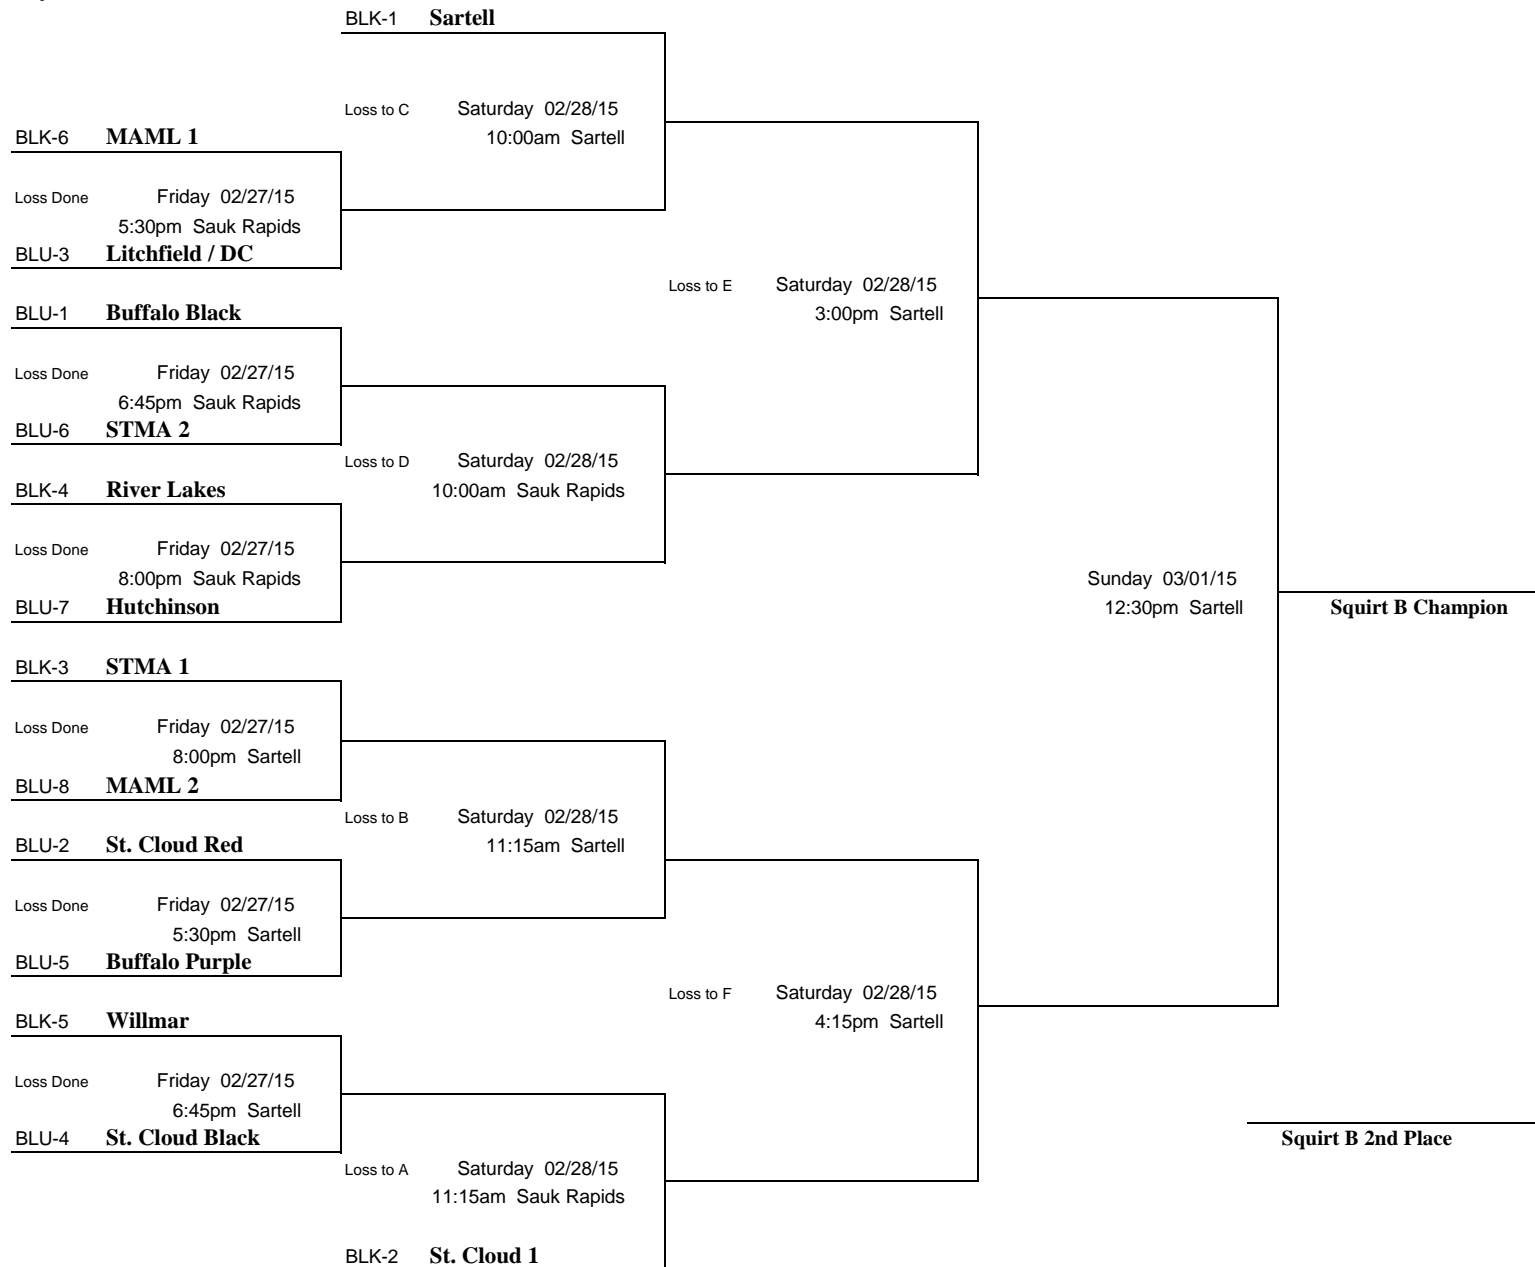 BLK-1 Sartell
Loss to C Saturday 02/28/15
10:00am Sartell
BLK-6 MAML 1
Loss Done Friday 02/27/15
5:30pm Sauk Rapids
BLU-3 Litchfield / DC
Loss to E Saturday 02/28/15
3:00pm Sartell
BLU-1 Buffalo Black
Loss Done Friday 02/27/15
6:45pm Sauk Rapids
BLU-6 STMA 2
Loss to D Saturday 02/28/15
10:00am Sauk Rapids
BLK-4 River Lakes
Loss Done Friday 02/27/15
8:00pm Sauk Rapids
BLU-7 Hutchinson
Sunday 03/01/15
12:30pm Sartell
Squirt B Champion
BLK-3 STMA 1
Loss Done Friday 02/27/15
8:00pm Sartell
BLU-8 MAML 2
Loss to B Saturday 02/28/15
11:15am Sartell
BLU-2 St. Cloud Red
Loss Done Friday 02/27/15
5:30pm Sartell
BLU-5 Buffalo Purple
Loss to F Saturday 02/28/15
4:15pm Sartell
BLK-5 Willmar
Loss Done Friday 02/27/15
6:45pm Sartell
BLU-4 St. Cloud Black
Squirt B 2nd Place
Loss to A Saturday 02/28/15
11:15am Sauk Rapids
BLK-2 St. Cloud 1